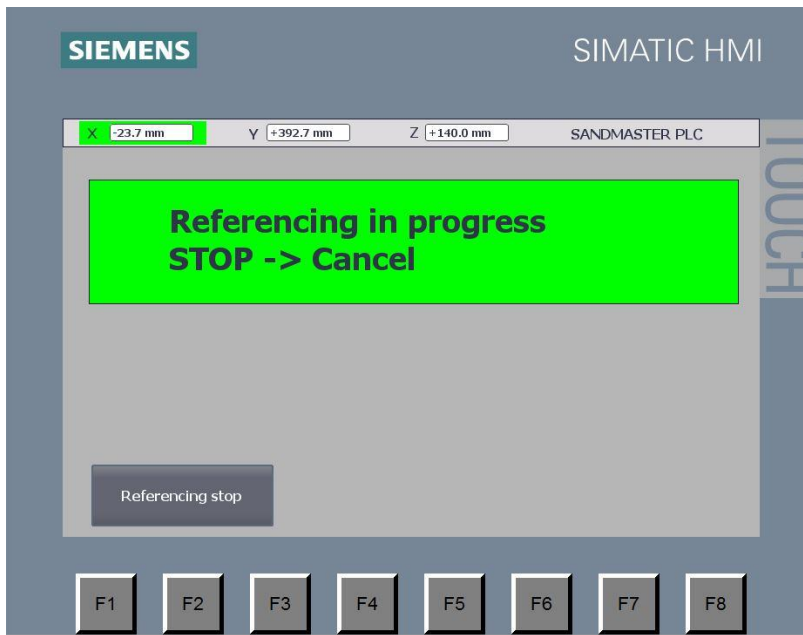 SIEMENS
SIMATIC HMI
X -23.7 mm Y +392.7 mm Z +140.0 mm SANDMASTER PLC
TOUCH
Referencing in progress
STOP -> Cancel
Referencing stop
F1 F2 F3 F4 F5 F6 F7 F8